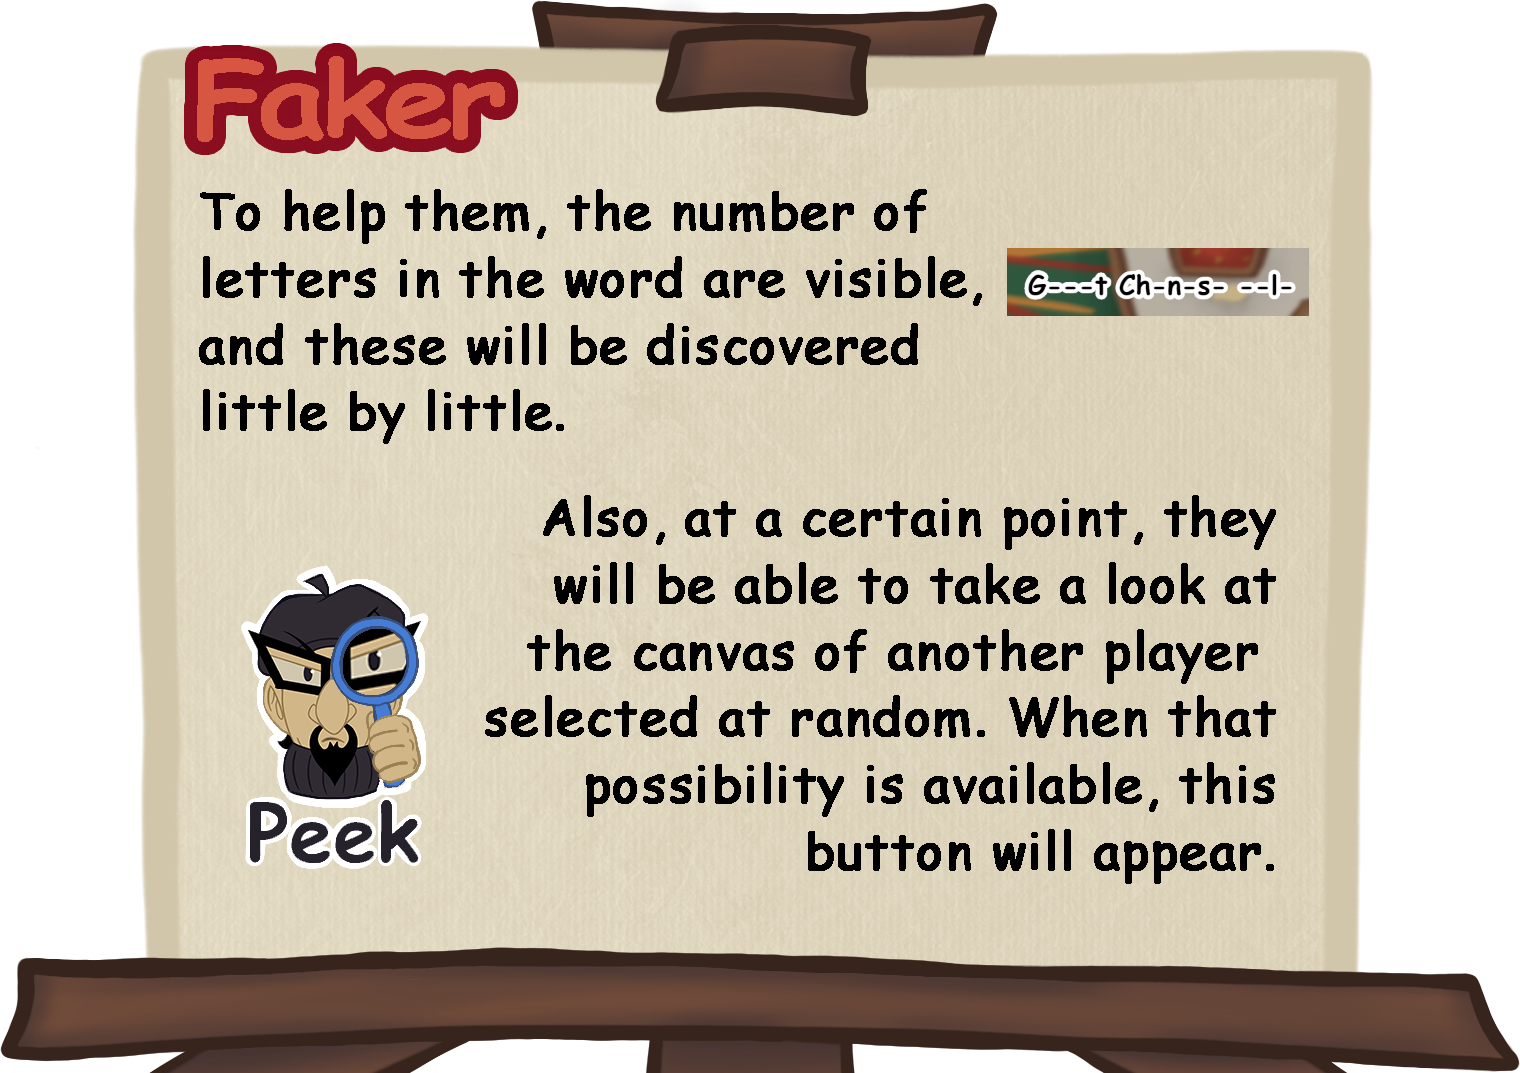 Faker
To help them, the number of
letters in the word are visible,
and these will be discovered
little by little.
G---t Ch-n-s- --l-
Also, at a certain point, they
will be able to take a look at
the canvas of another player
selected at random. When that
possibility is available, this
button will appear.
Peek